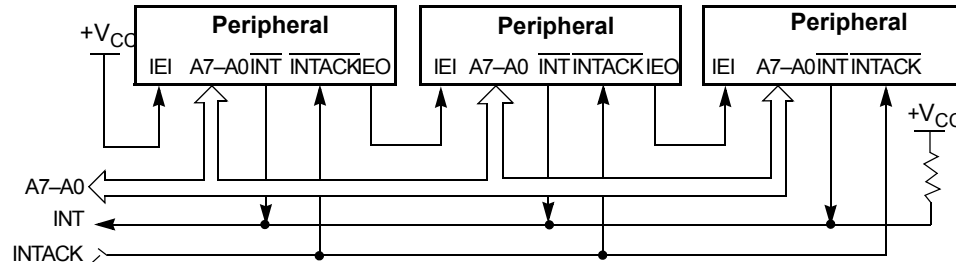 Peripheral Peripheral Peripheral
+VCC
IEI A7–A0 INT INTACK IEO IEI A7–A0 INT INTACK IEO IEI A7–A0 INT INTACK
+VCC
A7–A0
INT
INTACK